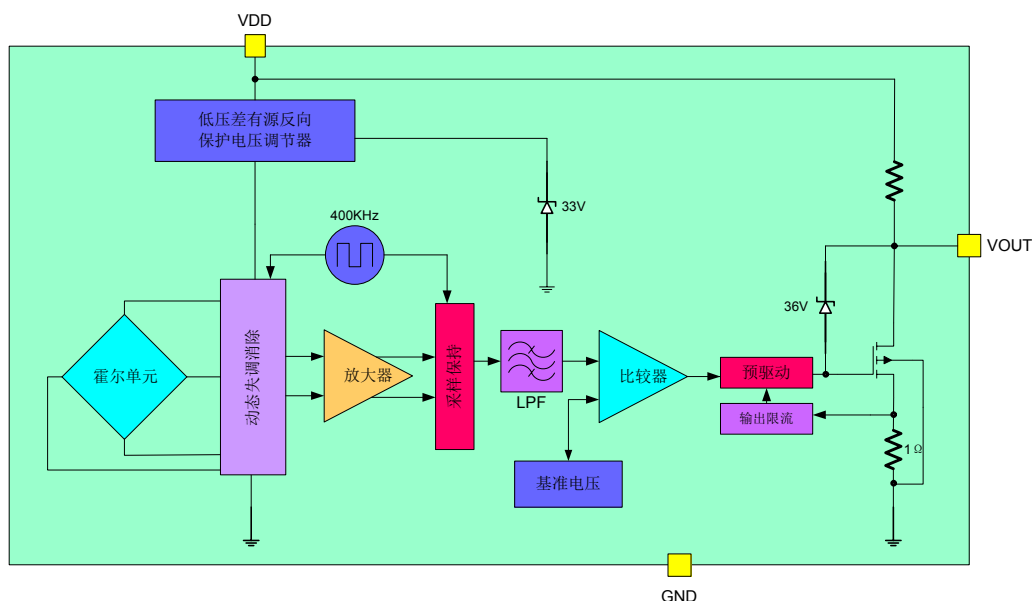 VDD
低压差有源反向
保护电压调节器
33V
400KHz
VOUT
36V
霍尔单元
动态失调消除
放大器
采样保持
LPF
比较器
预驱动
输出限流
1Ω
基准电压
GND